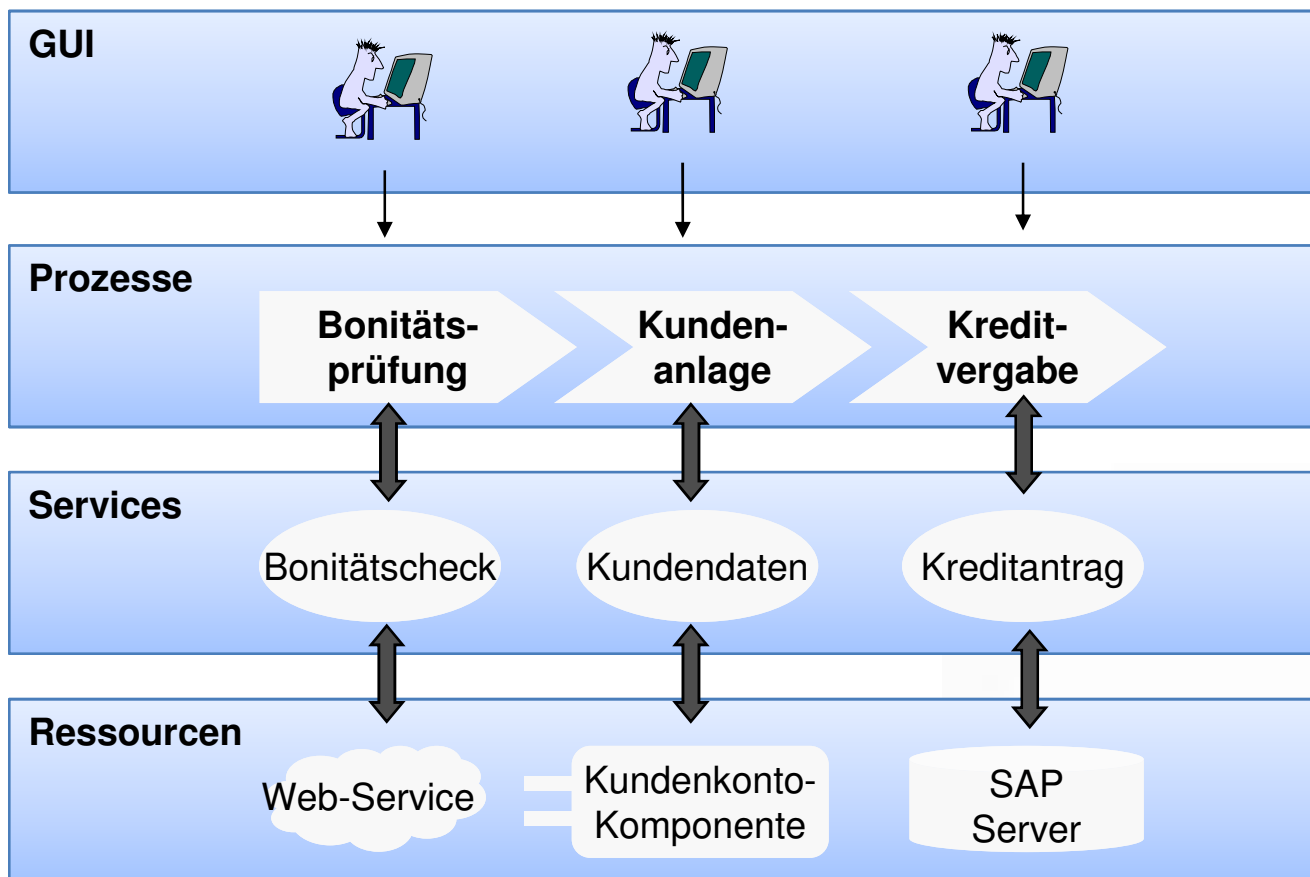 GUI
Prozesse
Bonitäts-
prüfung
Kunden-
anlage
Kredit-
vergabe
Services
Bonitätscheck
Kundendaten
Kreditantrag
Ressourcen
Web-Service
Kundenkonto-
Komponente
SAP
Server